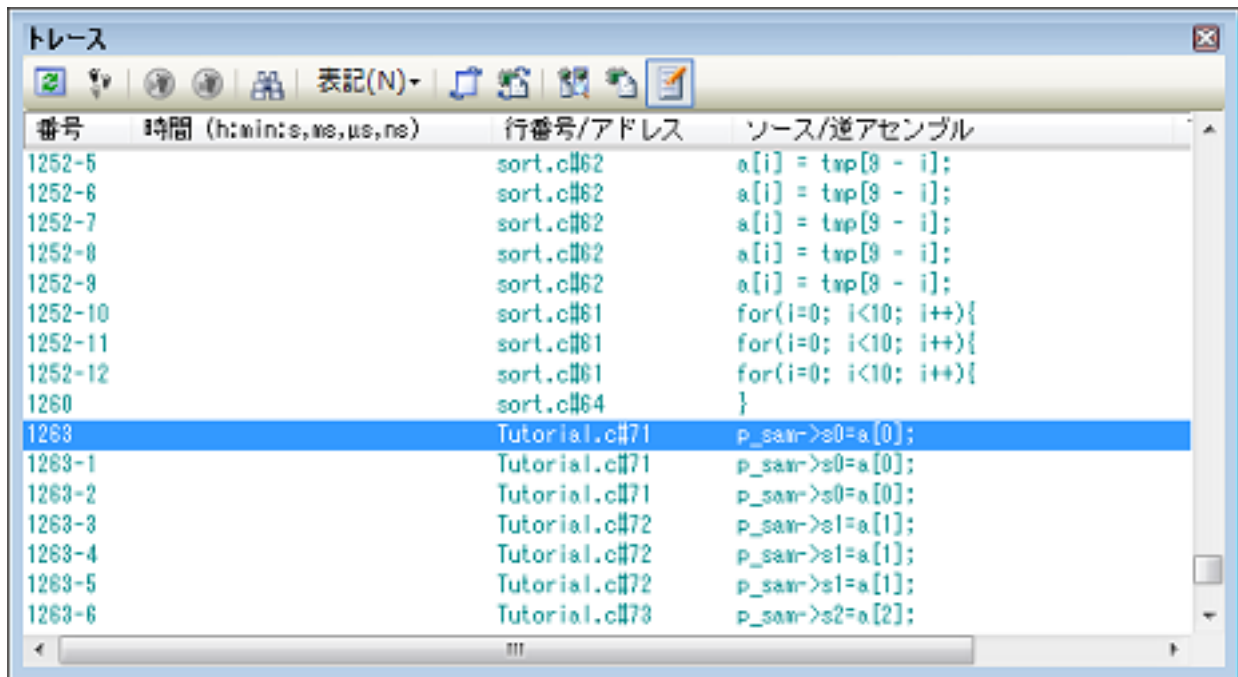 トレース
表記(N)
番号 時間 (h:min:s,ms,µs,ns) 行番号/アドレス ソース/逆アセンブル
1252-5 sort.c#62 a[i] = tmp[9 - i];
1252-6 sort.c#62 a[i] = tmp[9 - i];
1252-7 sort.c#62 a[i] = tmp[9 - i];
1252-8 sort.c#62 a[i] = tmp[9 - i];
1252-9 sort.c#62 a[i] = tmp[9 - i];
1252-10 sort.c#61 for(i=0; i<10; i++){
1252-11 sort.c#61 for(i=0; i<10; i++){
1252-12 sort.c#61 for(i=0; i<10; i++){
1260 sort.c#64 }
1263 Tutorial.c#71 p_sam->s0=a[0];
1263-1 Tutorial.c#71 p_sam->s0=a[0];
1263-2 Tutorial.c#71 p_sam->s0=a[0];
1263-3 Tutorial.c#72 p_sam->s1=a[1];
1263-4 Tutorial.c#72 p_sam->s1=a[1];
1263-5 Tutorial.c#72 p_sam->s1=a[1];
1263-6 Tutorial.c#73 p_sam->s2=a[2];